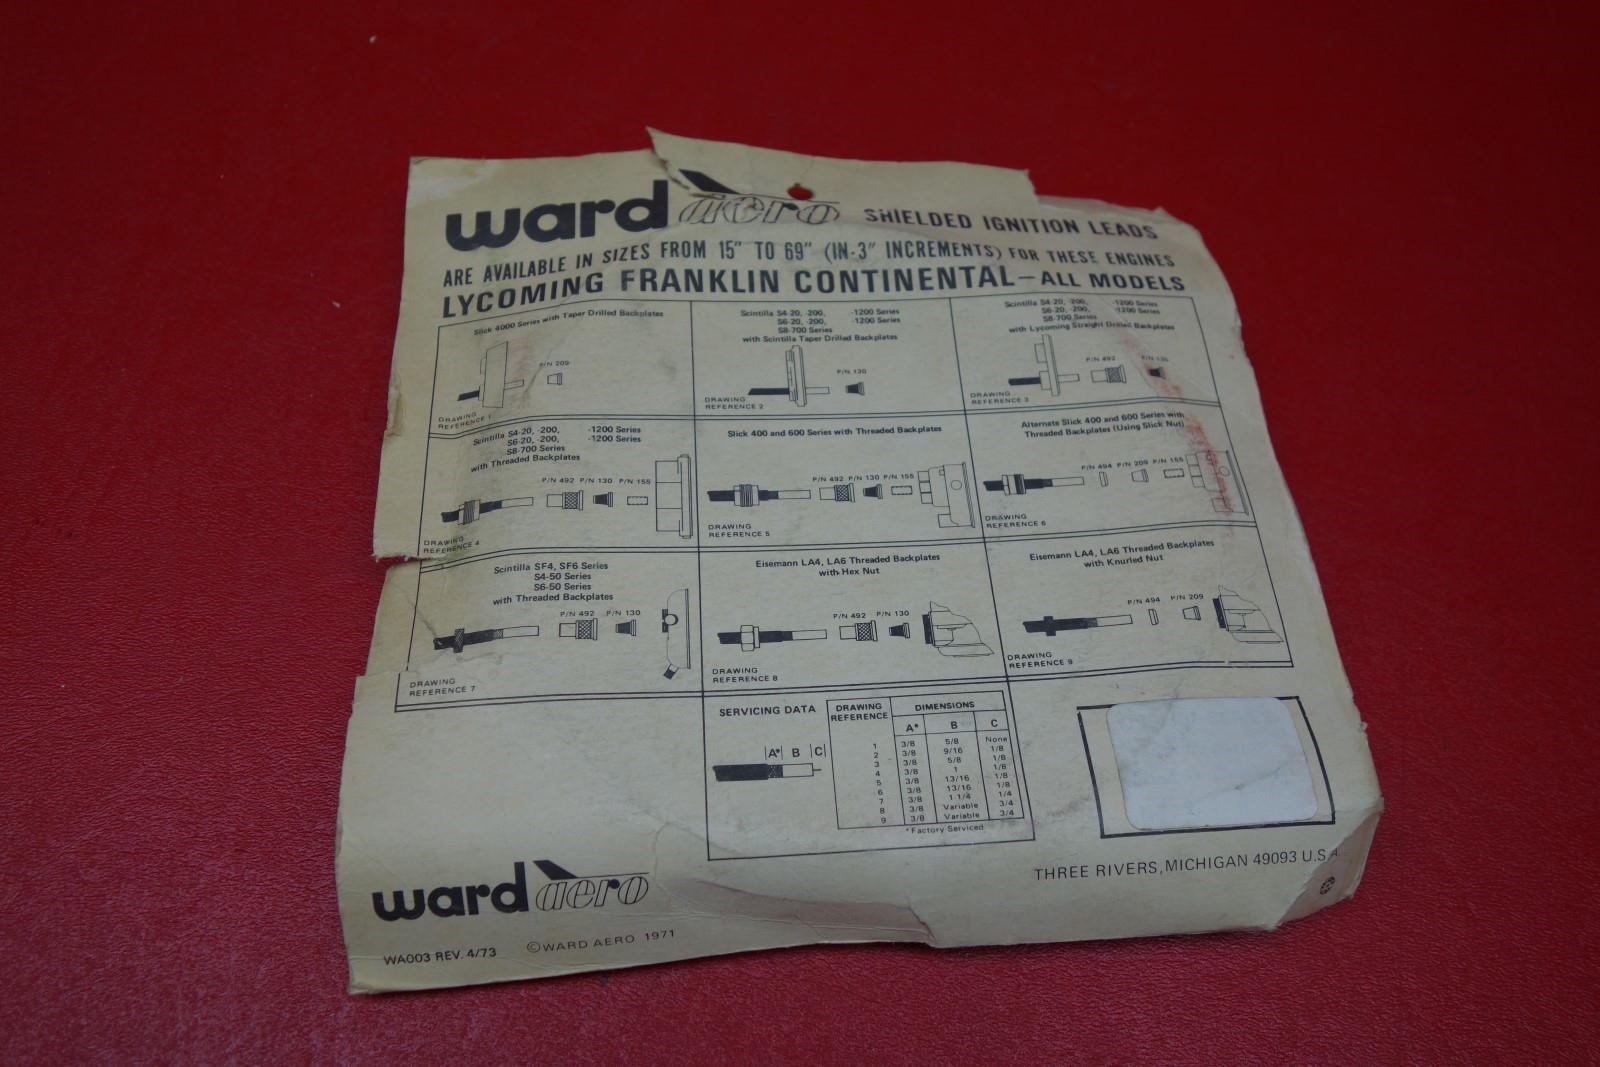 ward aero SHIELDED IGNITION LEADS
ARE AVAILABLE IN SIZES FROM 15" TO 69" (IN-3" INCREMENTS) FOR THESE ENGINES
LYCOMING FRANKLIN CONTINENTAL-ALL MODELS
Slick 4000 Series with Taper Drilled Backplates
P/N 209
DRAWING
REFERENCE 1
Scintilla S4-20, -200, -1200 Series
S6-20, -200, -1200 Series
S8-700 Series
with Scintilla Taper Drilled Backplates
P/N 130
DRAWING
REFERENCE 2
Scintilla S4-20, -200, -1200 Series
S6-20, -200, -1200 Series
S8-700 Series
with Lycoming Straight Drilled Backplates
P/N 492 P/N 130
DRAWING
REFERENCE 3
Scintilla S4-20, -200, -1200 Series
S6-20, -200, -1200 Series
S8-700 Series
with Threaded Backplates
P/N 492 P/N 130 P/N 155
DRAWING
REFERENCE 4
Slick 400 and 600 Series with Threaded Backplates
P/N 492 P/N 130 P/N 155
DRAWING
REFERENCE 5
Alternate Slick 400 and 600 Series with
Threaded Backplates (Using Slick Nut)
P/N 494 P/N 209 P/N 155
DRAWING
REFERENCE 6
Scintilla SF4, SF6 Series
S4-50 Series
S6-50 Series
with Threaded Backplates
P/N 492 P/N 130
DRAWING
REFERENCE 7
Eisemann LA4, LA6 Threaded Backplates
with Hex Nut
P/N 492 P/N 130
DRAWING
REFERENCE 8
Eisemann LA4, LA6 Threaded Backplates
with Knurled Nut
P/N 494 P/N 209
DRAWING
REFERENCE 9
SERVICING DATA
A* B C
DRAWING REFERENCE DIMENSIONS
A* B C
1 3/8 5/8 None
2 3/8 9/16 1/8
3 3/8 5/8 1/8
4 3/8 1 1/8
5 3/8 13/16 1/8
6 3/8 13/16 1/8
7 3/8 1 1/4 1/4
8 3/8 Variable 3/4
9 3/8 Variable 3/4
*Factory Serviced
THREE RIVERS, MICHIGAN 49093 U.S.A.
ward aero
WA003 REV. 4/73 ©WARD AERO 1971